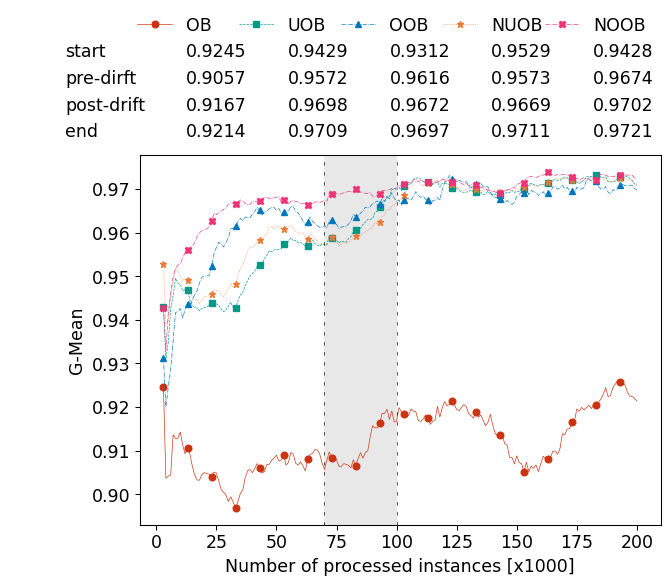 OB UOB OOB NUOB NOOB
start 0.9245 0.9429 0.9312 0.9529 0.9428
pre-dirft 0.9057 0.9572 0.9616 0.9573 0.9674
post-drift 0.9167 0.9698 0.9672 0.9669 0.9702
end 0.9214 0.9709 0.9697 0.9711 0.9721
0.97
0.96
0.95
0.94
0.93
0.92
0.91
0.90
G-Mean
0 25 50 75 100 125 150 175 200
Number of processed instances [x1000]